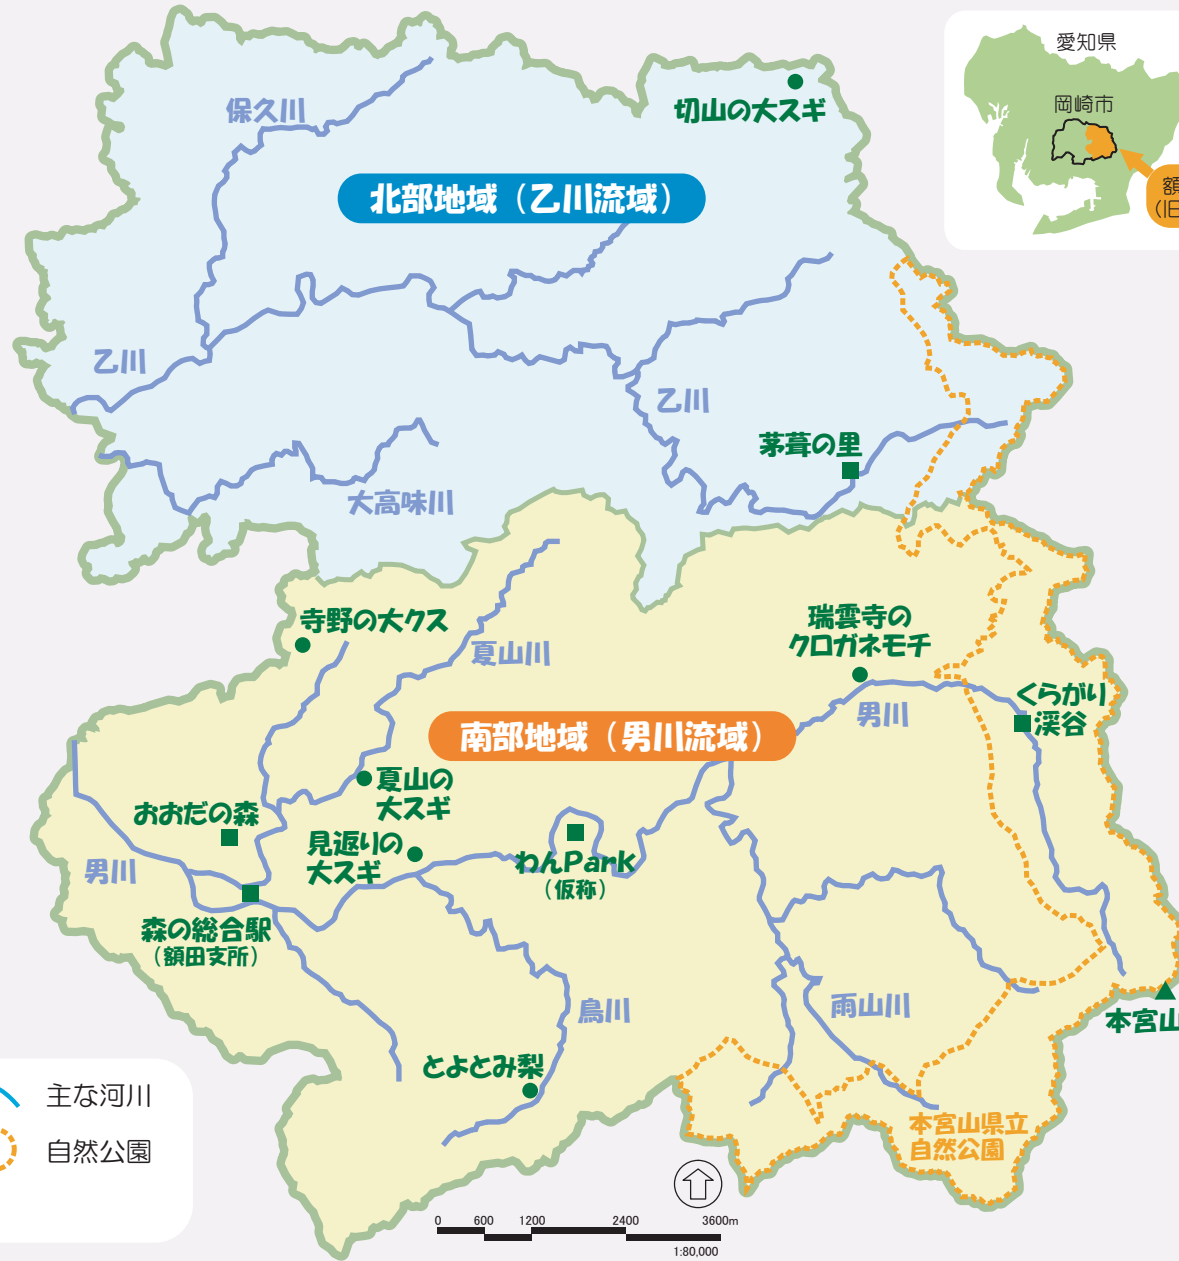 愛知県
岡崎市
額
（旧
保久川
切山の大スギ
北部地域（乙川流域）
乙川
乙川
茅葺の里
大高味川
寺野の大クス
夏山川
瑞雲寺の
クロガネモチ
くらがり
渓谷
男川
南部地域（男川流域）
夏山の
大スギ
おおだの森
見返りの
大スギ
わんPark
（仮称）
男川
森の総合駅
（額田支所）
鳥川
雨山川
本宮山
とよとみ梨
主な河川
自然公園
本宮山県立
自然公園
0 600 1200 2400 3600m
1:80,000